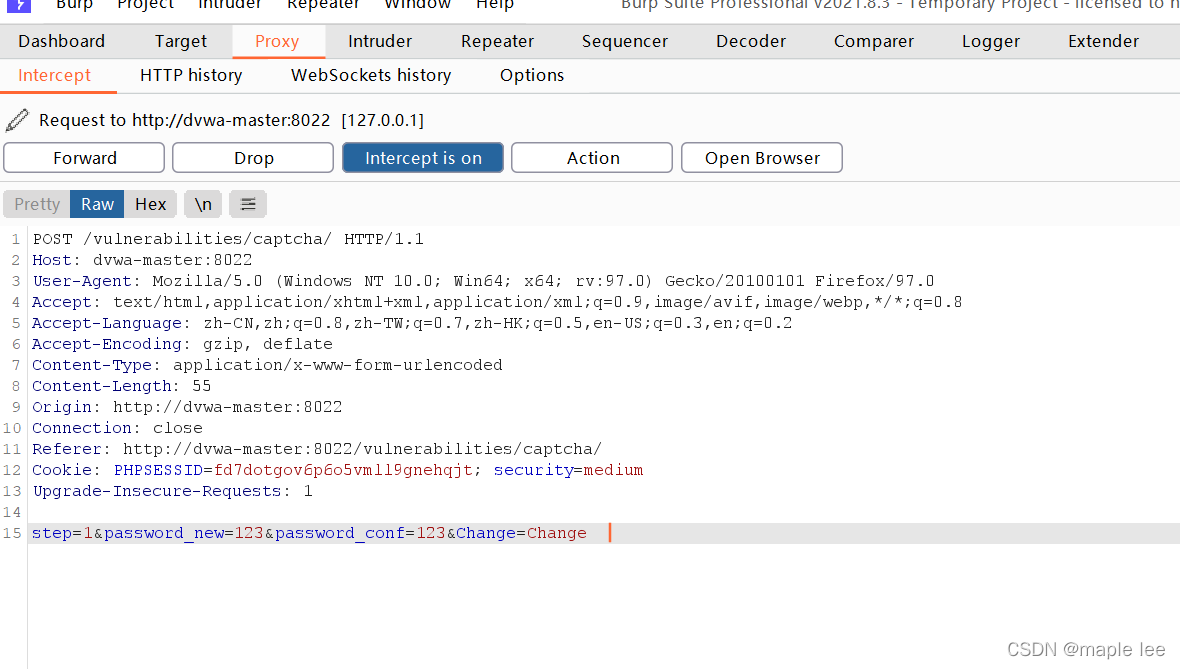 Burp Project Intruder Repeater Window Help Burp Suite Professional v2021.8.3 - Temporary Project - licensed to
Dashboard Target Proxy Intruder Repeater Sequencer Decoder Comparer Logger Extender
Intercept HTTP history WebSockets history Options
Request to http://dvwa-master:8022 [127.0.0.1]
Forward Drop Intercept is on Action Open Browser
Pretty Raw Hex \n
1 POST /vulnerabilities/captcha/ HTTP/1.1
2 Host: dvwa-master:8022
3 User-Agent: Mozilla/5.0 (Windows NT 10.0; Win64; x64; rv:97.0) Gecko/20100101 Firefox/97.0
4 Accept: text/html,application/xhtml+xml,application/xml;q=0.9,image/avif,image/webp,*/*;q=0.8
5 Accept-Language: zh-CN,zh;q=0.8,zh-TW;q=0.7,zh-HK;q=0.5,en-US;q=0.3,en;q=0.2
6 Accept-Encoding: gzip, deflate
7 Content-Type: application/x-www-form-urlencoded
8 Content-Length: 55
9 Origin: http://dvwa-master:8022
10 Connection: close
11 Referer: http://dvwa-master:8022/vulnerabilities/captcha/
12 Cookie: PHPSESSID=fd7dotgov6p6o5vmll9gnehqjt; security=medium
13 Upgrade-Insecure-Requests: 1
14
15 step=1&password_new=123&password_conf=123&Change=Change
CSDN @maple lee